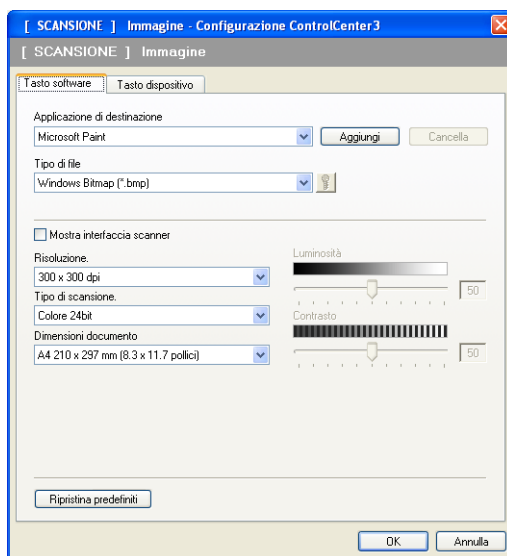 [ SCANSIONE ] Immagine - Configurazione ControlCenter3
[ SCANSIONE ] Immagine
Tasto software Tasto dispositivo
Applicazione di destinazione
Microsoft Paint Aggiungi Cancella
Tipo di file
Windows Bitmap (*.bmp)
Mostra interfaccia scanner
Risoluzione. Luminosità
300 x 300 dpi 50
Tipo di scansione. Contrasto
Colore 24bit
Dimensioni documento
A4 210 x 297 mm (8.3 x 11.7 pollici) 50
Ripristina predefiniti
OK Annulla